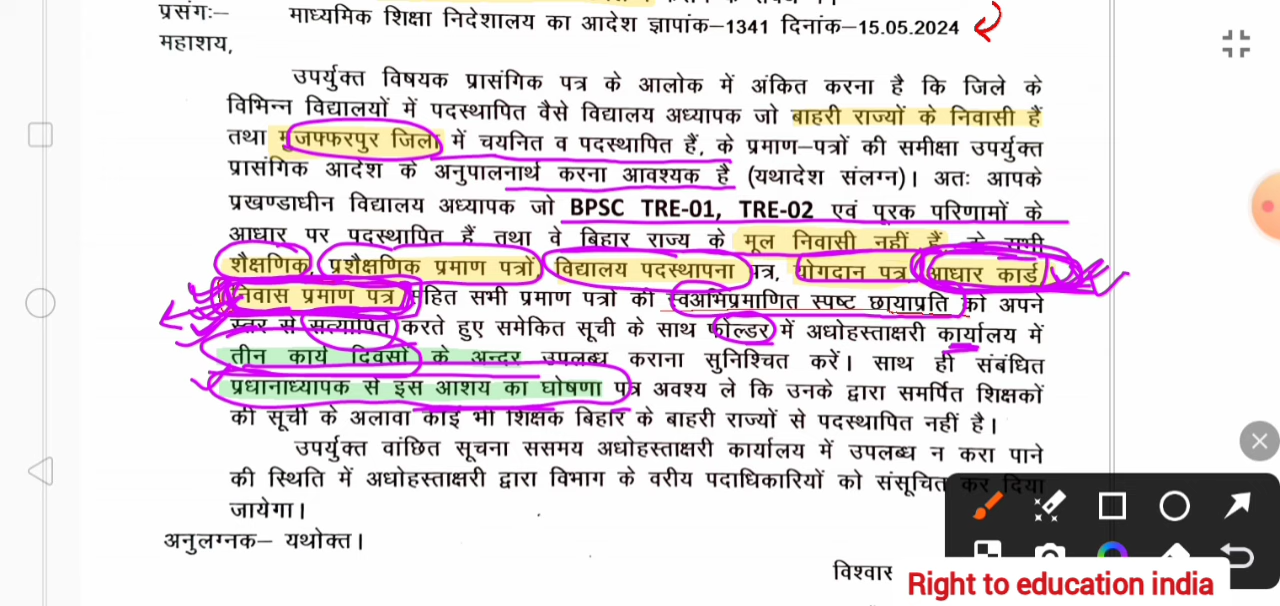 प्रसंगः– माध्यमिक शिक्षा निदेशालय का आदेश ज्ञापांक–1341 दिनांक–15.05.2024
महाशय,
उपर्युक्त विषयक प्रासंगिक पत्र के आलोक में अंकित करना है कि जिले के
विभिन्न विद्यालयों में पदस्थापित वैसे विद्यालय अध्यापक जो बाहरी राज्यों के निवासी हैं
तथा मुजफ्फरपुर जिला में चयनित व पदस्थापित हैं, के प्रमाण–पत्रों की समीक्षा उपर्युक्त
प्रासंगिक आदेश के अनुपालनार्थ करना आवश्यक है (यथादेश संलग्न)। अतः आपके
प्रखण्डाधीन विद्यालय अध्यापक जो BPSC TRE-01, TRE-02 एवं पूरक परिणामों के
आधार पर पदस्थापित हैं तथा वे बिहार राज्य के मूल निवासी नहीं हैं, के सभी
शैक्षणिक, प्रशैक्षणिक प्रमाण पत्रों, विद्यालय पदस्थापना पत्र, योगदान पत्र, आधार कार्ड,
निवास प्रमाण पत्र सहित सभी प्रमाण पत्रो की स्वअभिप्रमाणित स्पष्ट छायाप्रति को अपने
स्तर से सत्यापित करते हुए समेकित सूची के साथ फोल्डर में अधोहस्ताक्षरी कार्यालय में
तीन कार्य दिवसों के अन्दर उपलब्ध कराना सुनिश्चित करें। साथ ही संबंधित
प्रधानाध्यापक से इस आशय का घोषणा पत्र अवश्य ले कि उनके द्वारा समर्पित शिक्षकों
की सूची के अलावा कोई भी शिक्षक बिहार के बाहरी राज्यों से पदस्थापित नहीं है।
उपर्युक्त वांछित सूचना ससमय अधोहस्ताक्षरी कार्यालय में उपलब्ध न करा पाने
की स्थिति में अधोहस्ताक्षरी द्वारा विभाग के वरीय पदाधिकारियों को संसूचित कर दिया
जायेगा।
अनुलग्नक– यथोक्त।
Right to education india